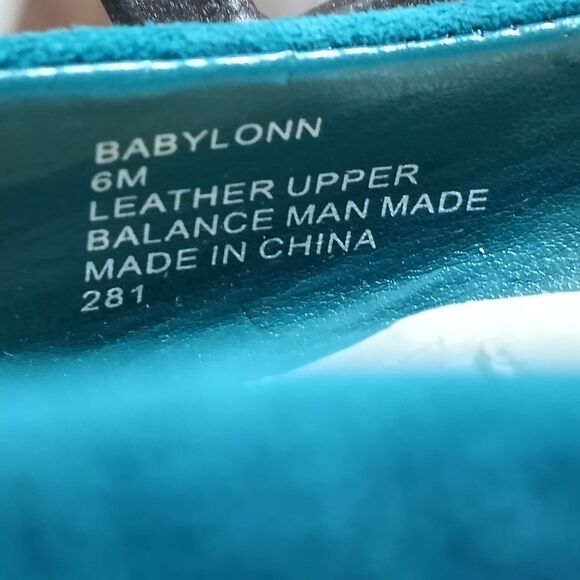 BABYLONN
6M
LEATHER UPPER
BALANCE MAN MADE
MADE IN CHINA
281